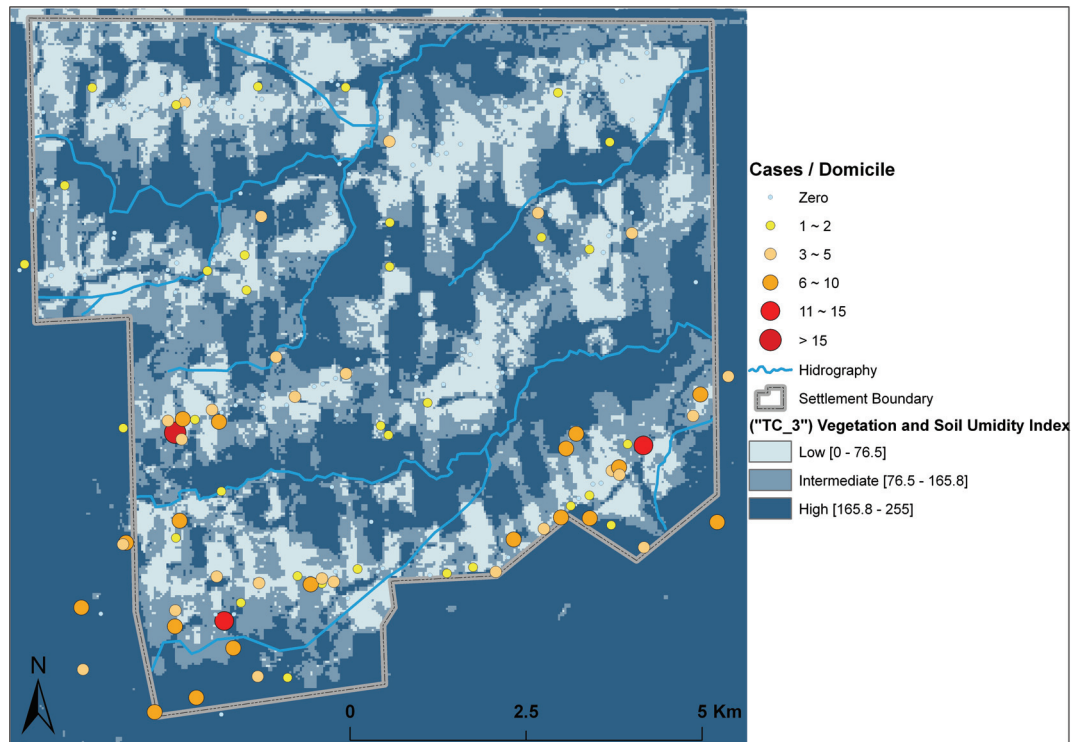 Cases / Domicile
Zero
1 ~ 2
3 ~ 5
6 ~ 10
11 ~ 15
> 15
Hidrography
Settlement Boundary
("TC_3") Vegetation and Soil Umidity Index
Low [0 - 76.5]
Intermediate [76.5 - 165.8]
High [165.8 - 255]
N
0 2.5 5 Km